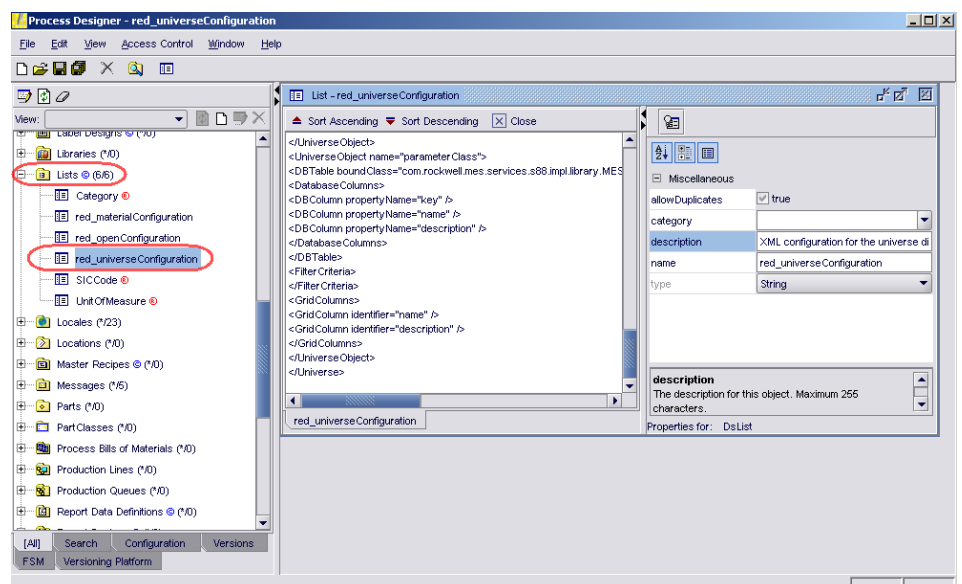 Process Designer - red_universeConfiguration
File Edit View Access Control Window Help
View:
Label Designs © (*/0)
Libraries (*/0)
Lists © (6/6)
Category
red_materialConfiguration
red_openConfiguration
red_universeConfiguration
SICCode
UnitOfMeasure
Locales (*/23)
Locations (*/0)
Master Recipes © (*/0)
Messages (*/5)
Parts (*/0)
PartClasses (*/0)
Process Bills of Materials (*/0)
Production Lines (*/0)
Production Queues (*/0)
Report Data Definitions © (*/0)
[All] Search Configuration Versions
FSM Versioning Platform
List - red_universeConfiguration
Sort Ascending Sort Descending Close
</UniverseObject>
<UniverseObject name="parameterClass">
<DBTable boundClass="com.rockwell.mes.services.s88.impl.library.MES
<DatabaseColumns>
<DBColumn propertyName="key" />
<DBColumn propertyName="name" />
<DBColumn propertyName="description" />
</DatabaseColumns>
</DBTable>
<FilterCriteria>
</FilterCriteria>
<GridColumns>
<GridColumn identifier="name" />
<GridColumn identifier="description" />
</GridColumns>
</UniverseObject>
</Universe>
red_universeConfiguration
Miscellaneous
allowDuplicates true
category
description XML configuration for the universe di
name red_universeConfiguration
type String
description
The description for this object. Maximum 255
characters.
Properties for: DsList